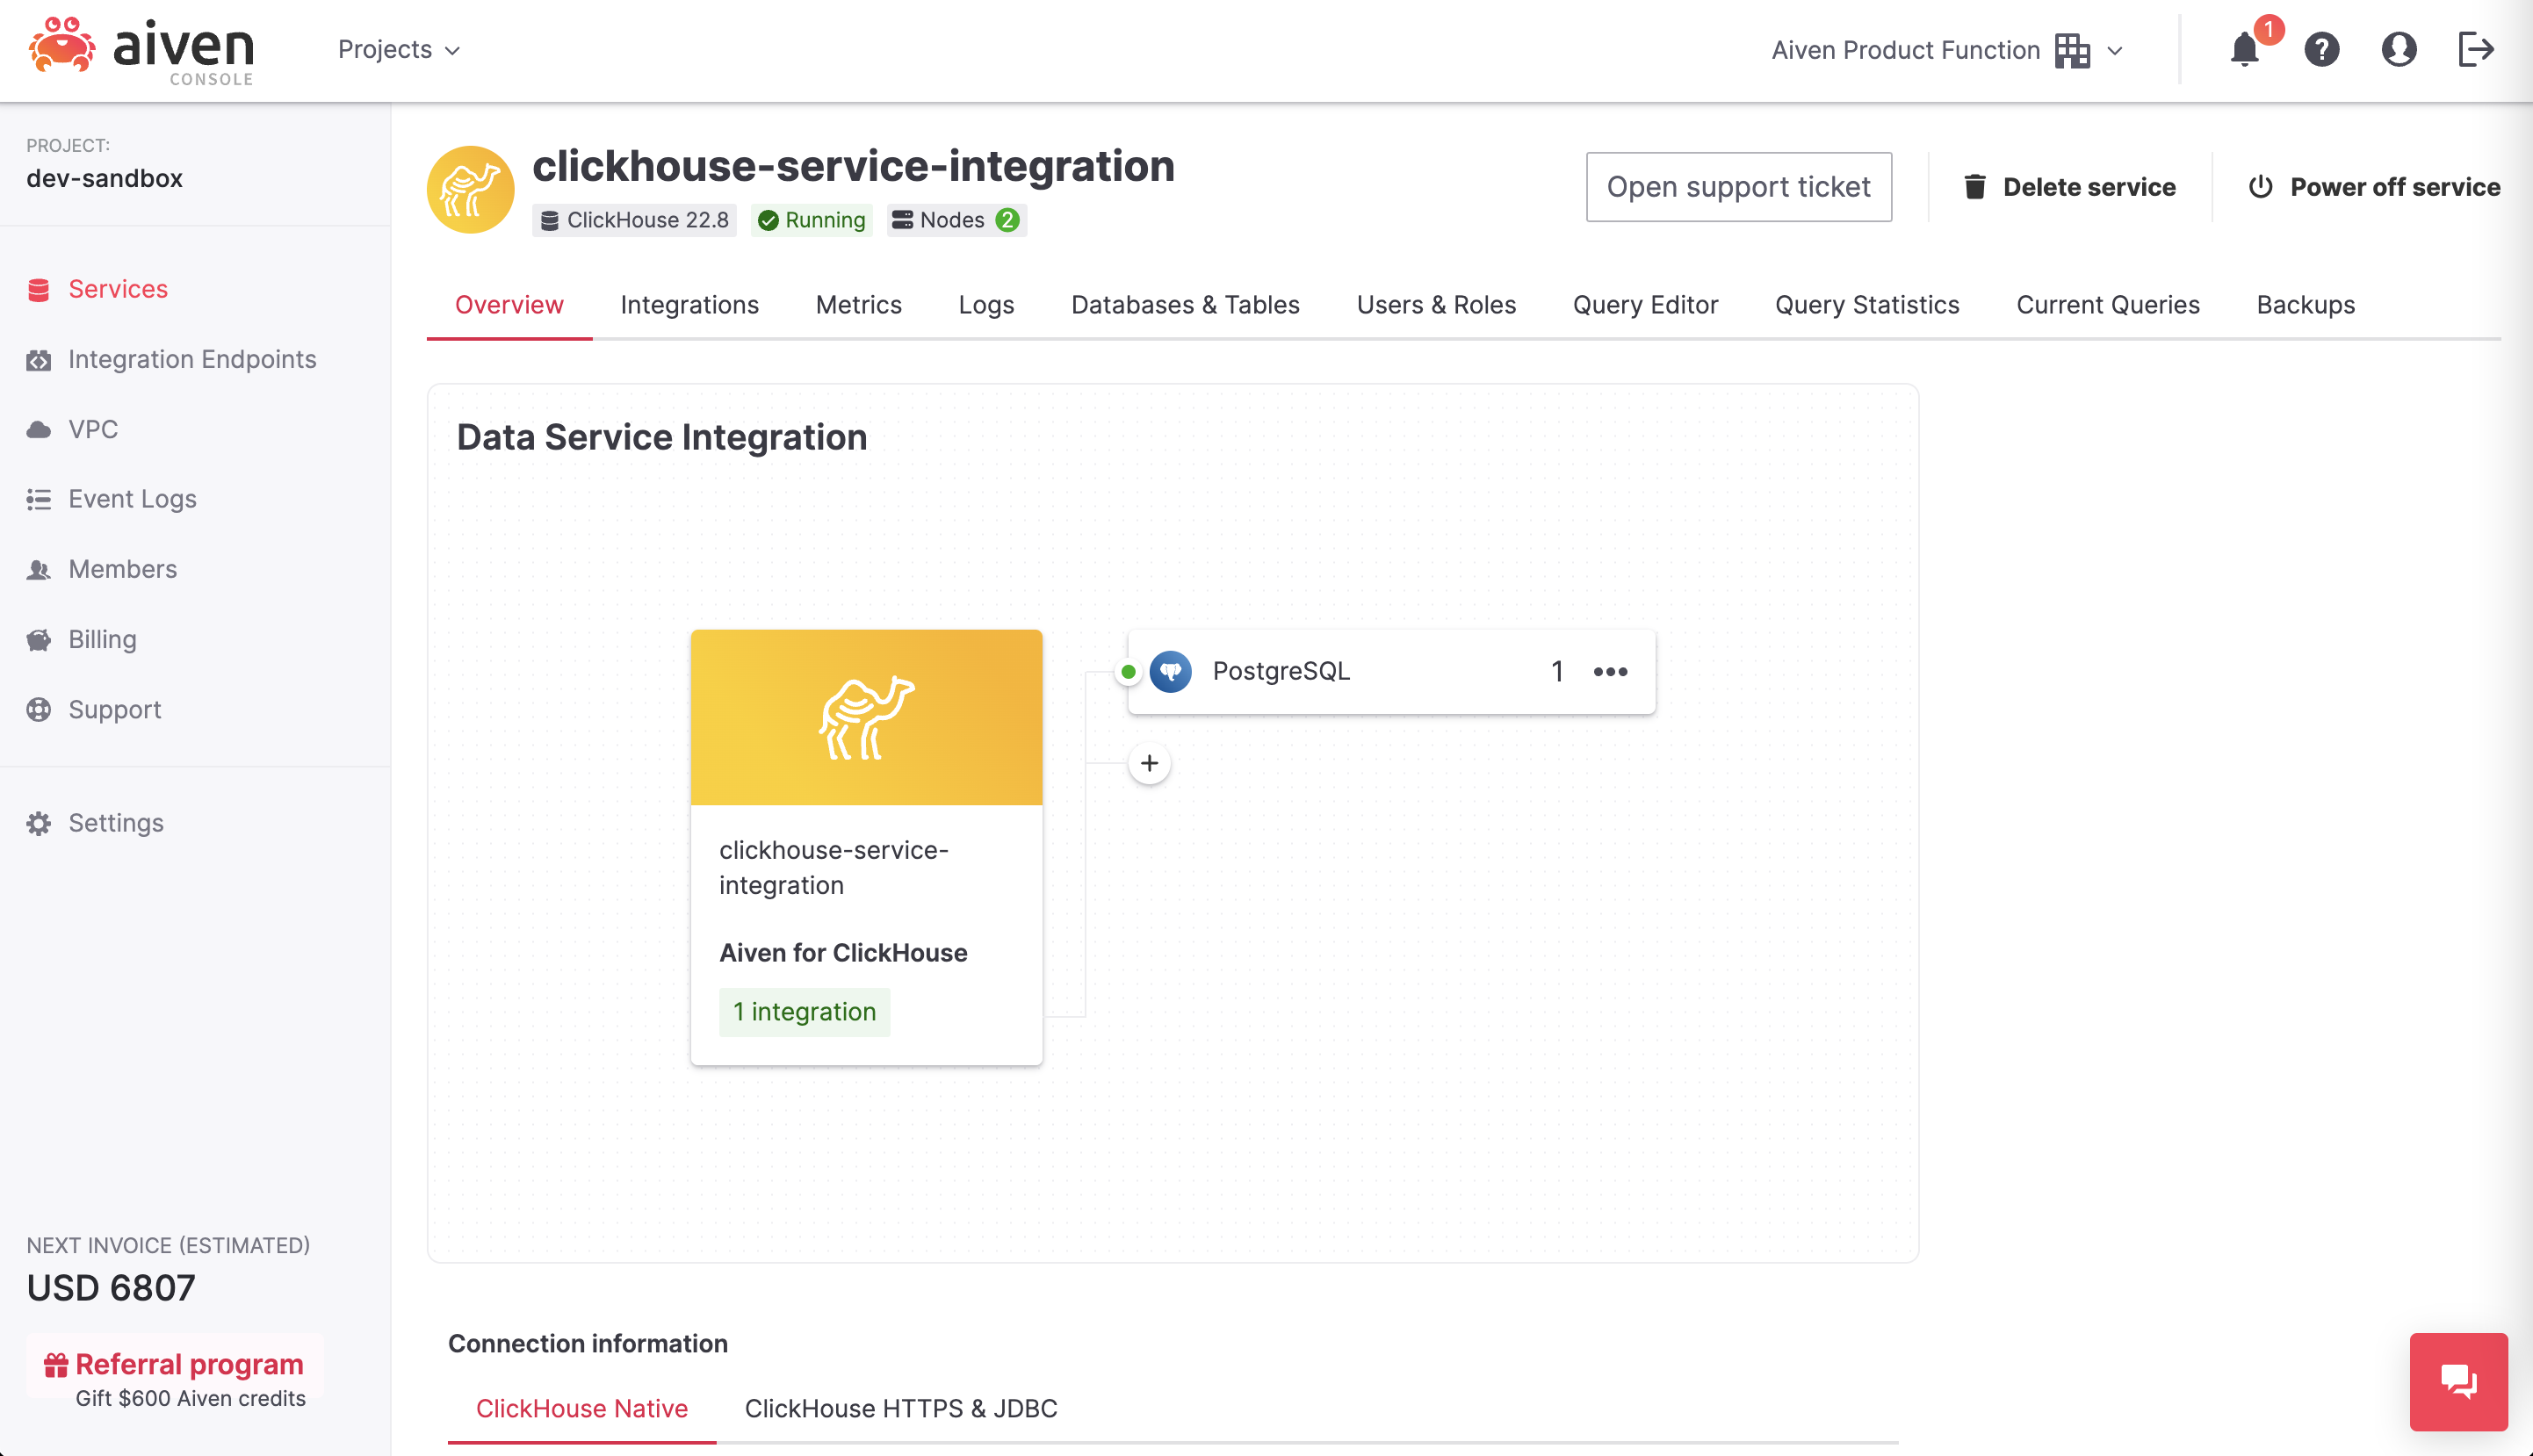 aiven
CONSOLE
Projects
Aiven Product Function
1
PROJECT:
dev-sandbox
Services
Integration Endpoints
VPC
Event Logs
Members
Billing
Support
Settings
NEXT INVOICE (ESTIMATED)
USD 6807
Referral program
Gift $600 Aiven credits
clickhouse-service-integration
ClickHouse 22.8 Running Nodes 2
Open support ticket
Delete service
Power off service
Overview Integrations Metrics Logs Databases & Tables Users & Roles Query Editor Query Statistics Current Queries Backups
Data Service Integration
PostgreSQL 1
clickhouse-service-
integration
Aiven for ClickHouse
1 integration
Connection information
ClickHouse Native ClickHouse HTTPS & JDBC